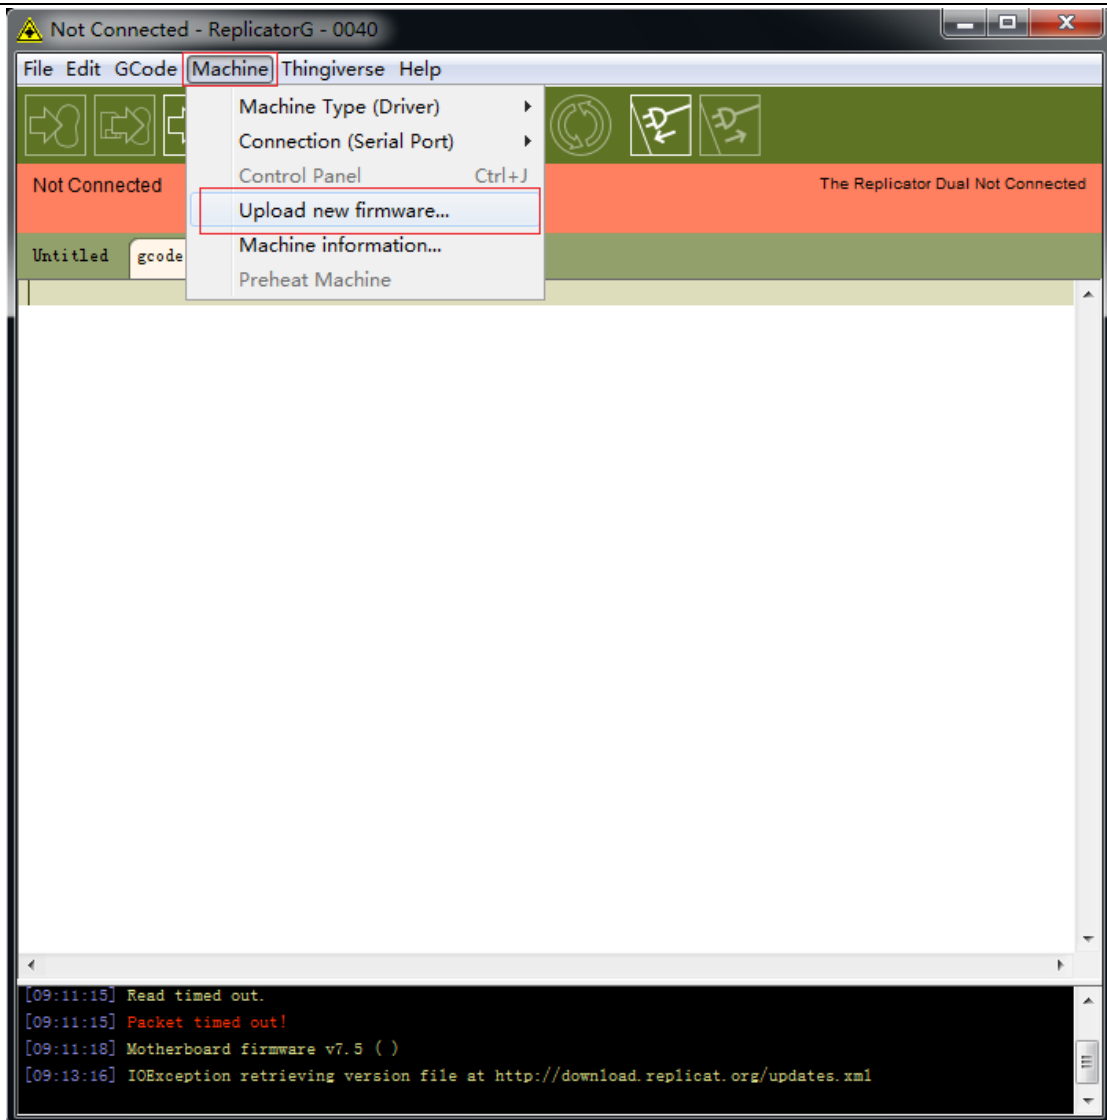 Not Connected - ReplicatorG - 0040
File Edit GCode Machine Thingiverse Help
Machine Type (Driver)
Connection (Serial Port)
Control Panel Ctrl+J
Upload new firmware...
Machine information...
Preheat Machine
Not Connected
The Replicator Dual Not Connected
Untitled gcode
[09:11:15] Read timed out.
[09:11:15] Packet timed out!
[09:11:18] Motherboard firmware v7.5 ( )
[09:13:16] IOException retrieving version file at http://download.replicat.org/updates.xml